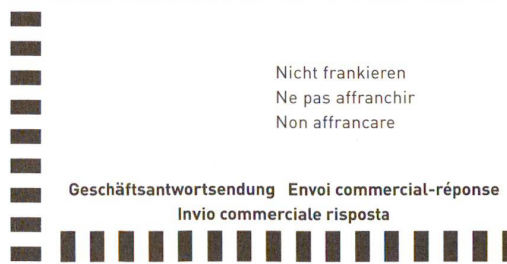 Nicht frankieren
Ne pas affranchir
Non affrancare
Geschäftsantwortsendung Envoi commercial-réponse
Invio commerciale risposta